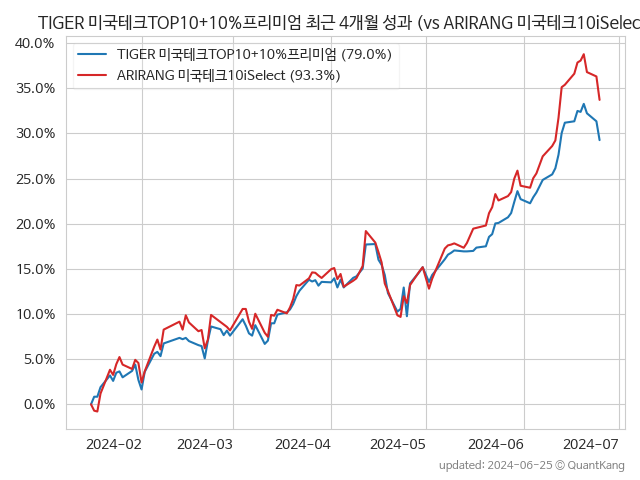 TIGER 미국테크TOP10+10%프리미엄 최근 4개월 성과 (vs ARIRANG 미국테크10iSelec
TIGER 미국테크TOP10+10%프리미엄 (79.0%)
ARIRANG 미국테크10iSelect (93.3%)
40.0%
35.0%
30.0%
25.0%
20.0%
15.0%
10.0%
5.0%
0.0%
2024-02 2024-03 2024-04 2024-05 2024-06 2024-07
updated: 2024-06-25 © QuantKang